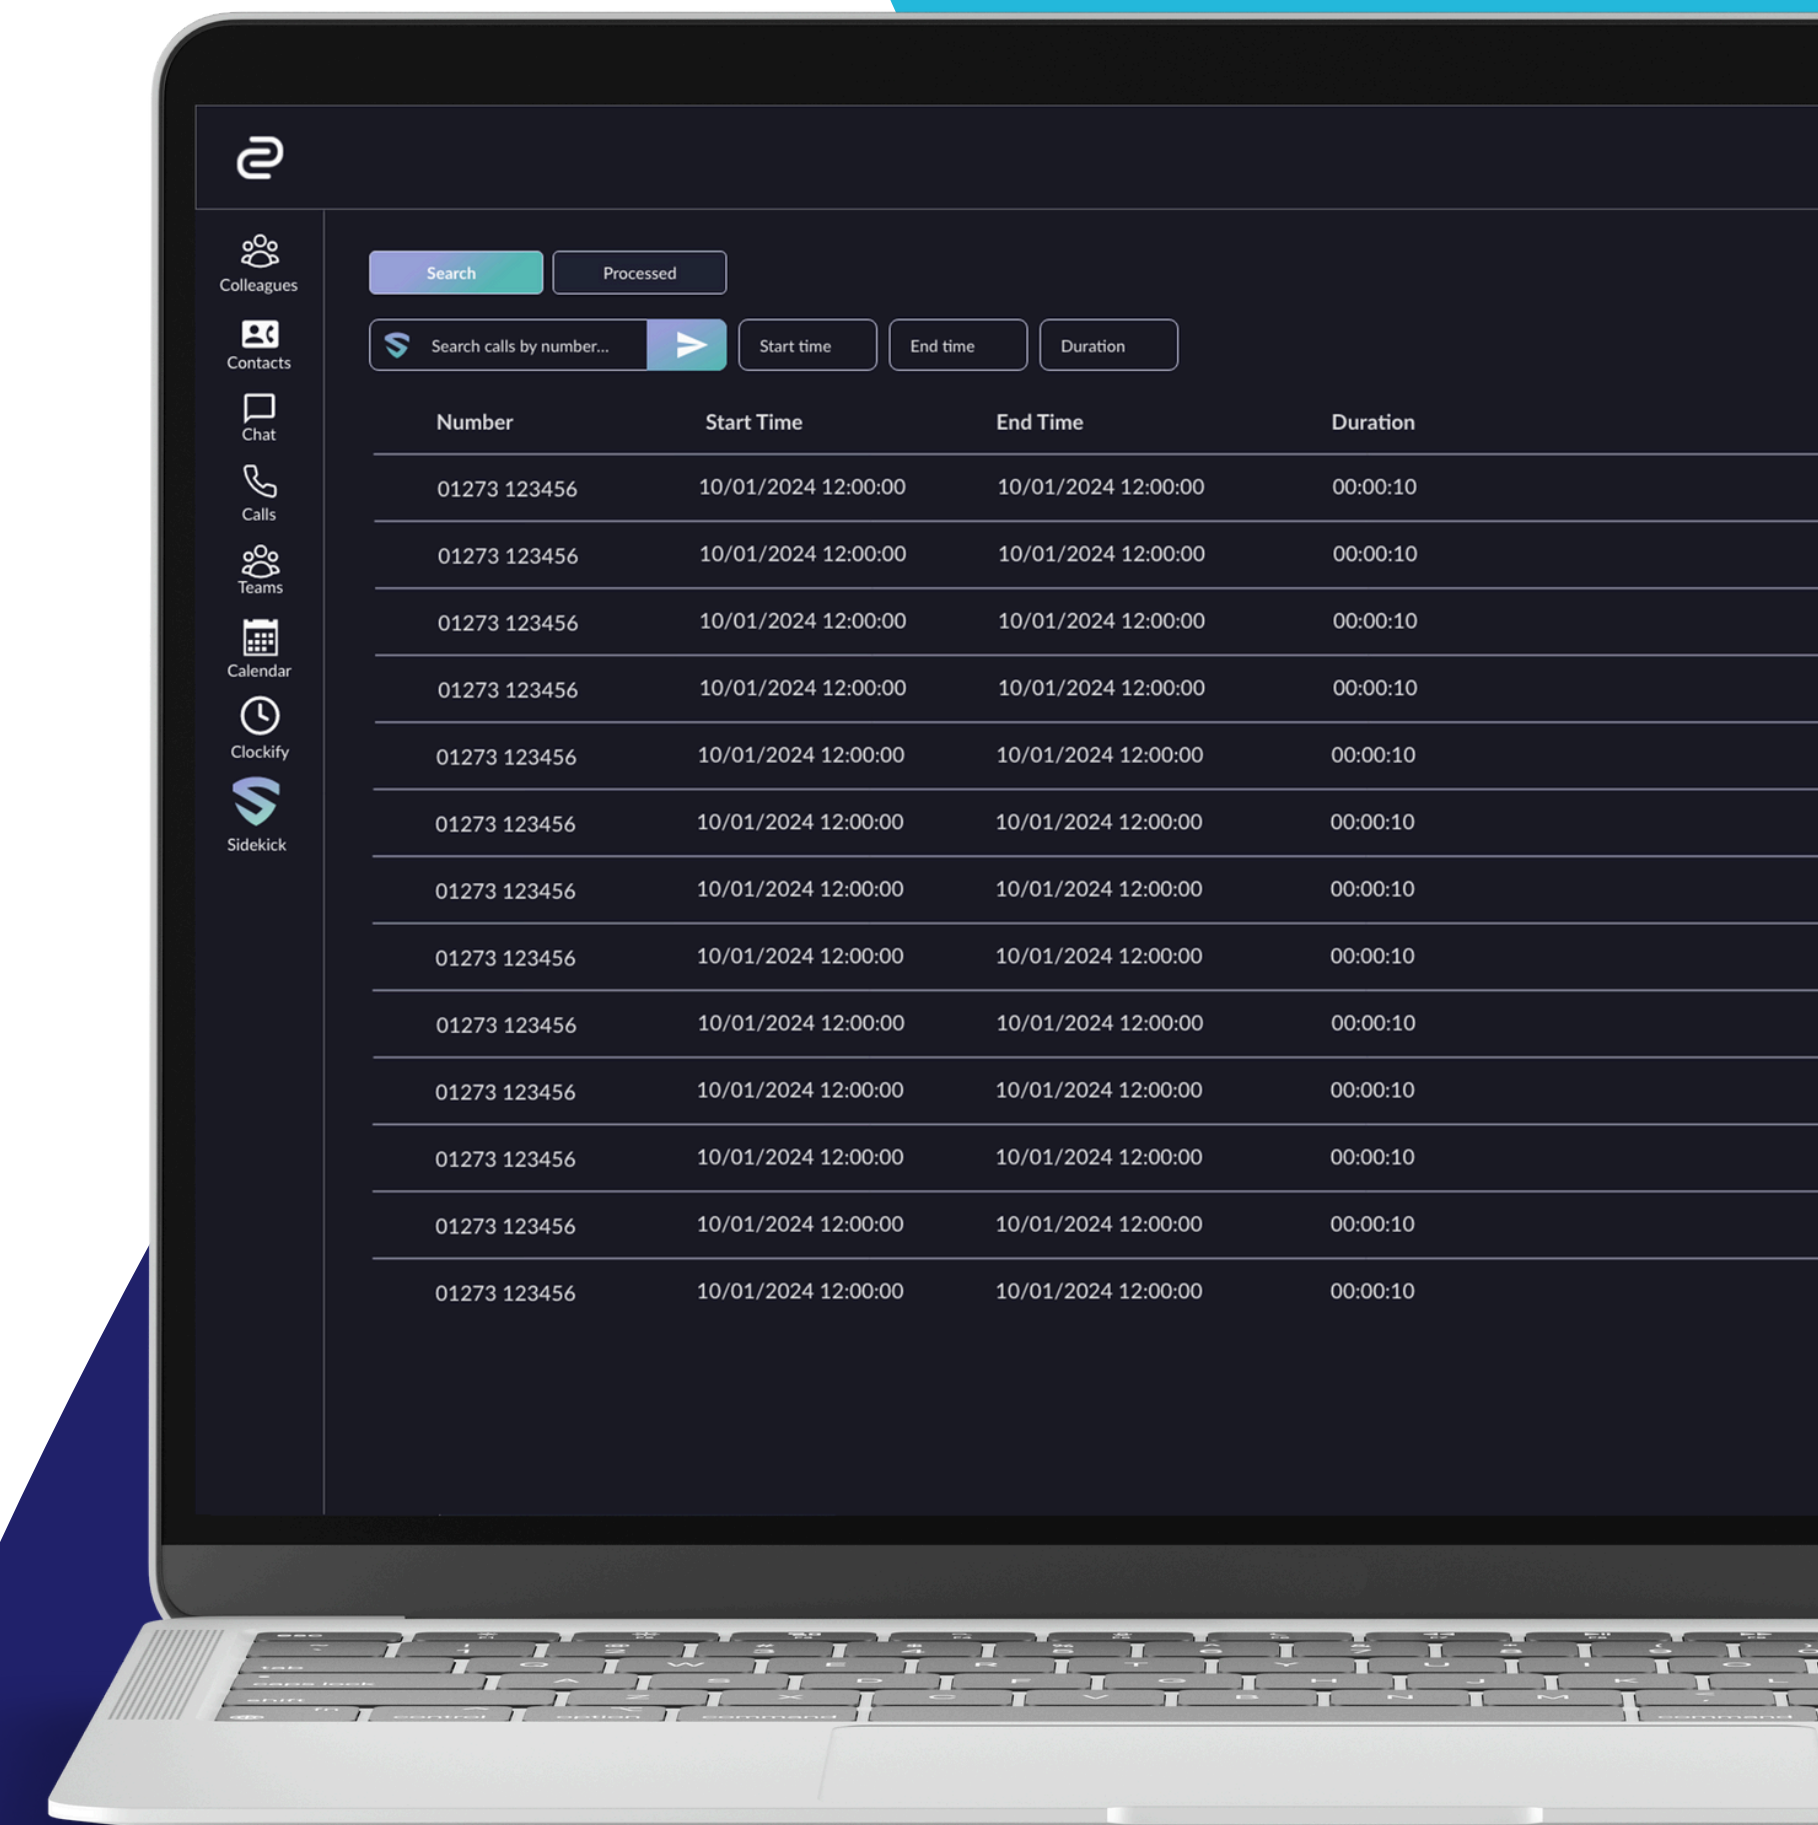 Colleagues
Contacts
Chat
Calls
Teams
Calendar
Clockify
Sidekick
Search Processed
Search calls by number... Start time End time Duration
Number Start Time End Time Duration
01273 123456 10/01/2024 12:00:00 10/01/2024 12:00:00 00:00:10
01273 123456 10/01/2024 12:00:00 10/01/2024 12:00:00 00:00:10
01273 123456 10/01/2024 12:00:00 10/01/2024 12:00:00 00:00:10
01273 123456 10/01/2024 12:00:00 10/01/2024 12:00:00 00:00:10
01273 123456 10/01/2024 12:00:00 10/01/2024 12:00:00 00:00:10
01273 123456 10/01/2024 12:00:00 10/01/2024 12:00:00 00:00:10
01273 123456 10/01/2024 12:00:00 10/01/2024 12:00:00 00:00:10
01273 123456 10/01/2024 12:00:00 10/01/2024 12:00:00 00:00:10
01273 123456 10/01/2024 12:00:00 10/01/2024 12:00:00 00:00:10
01273 123456 10/01/2024 12:00:00 10/01/2024 12:00:00 00:00:10
01273 123456 10/01/2024 12:00:00 10/01/2024 12:00:00 00:00:10
01273 123456 10/01/2024 12:00:00 10/01/2024 12:00:00 00:00:10
01273 123456 10/01/2024 12:00:00 10/01/2024 12:00:00 00:00:10
esc
tab Q W E R T Y U I O
caps lock A S D F G H J K L
shift Z X C V B N M
fn control option command command